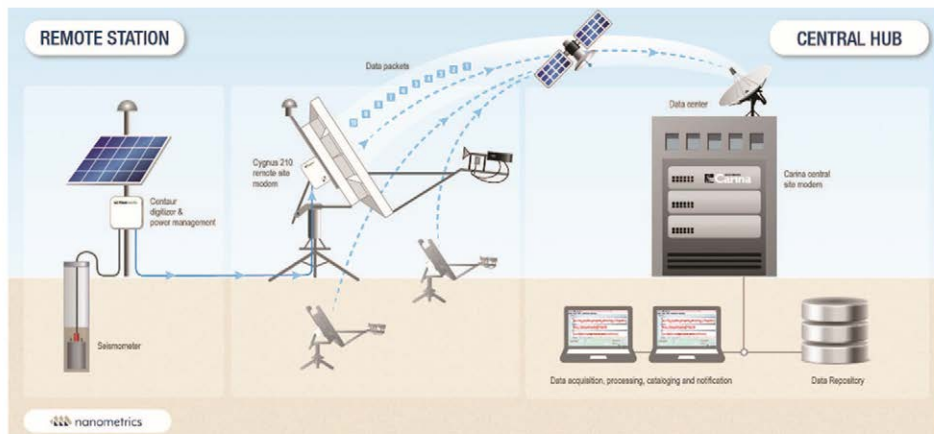 REMOTE STATION
CENTRAL HUB
Data packets
Data center
Cygnus 210
remote site
modem
Carina
Carina central
site modem
Centaur
digitizer &
power management
Seismometer
Data acquisition, processing, cataloging and notification
Data Repository
nanometrics